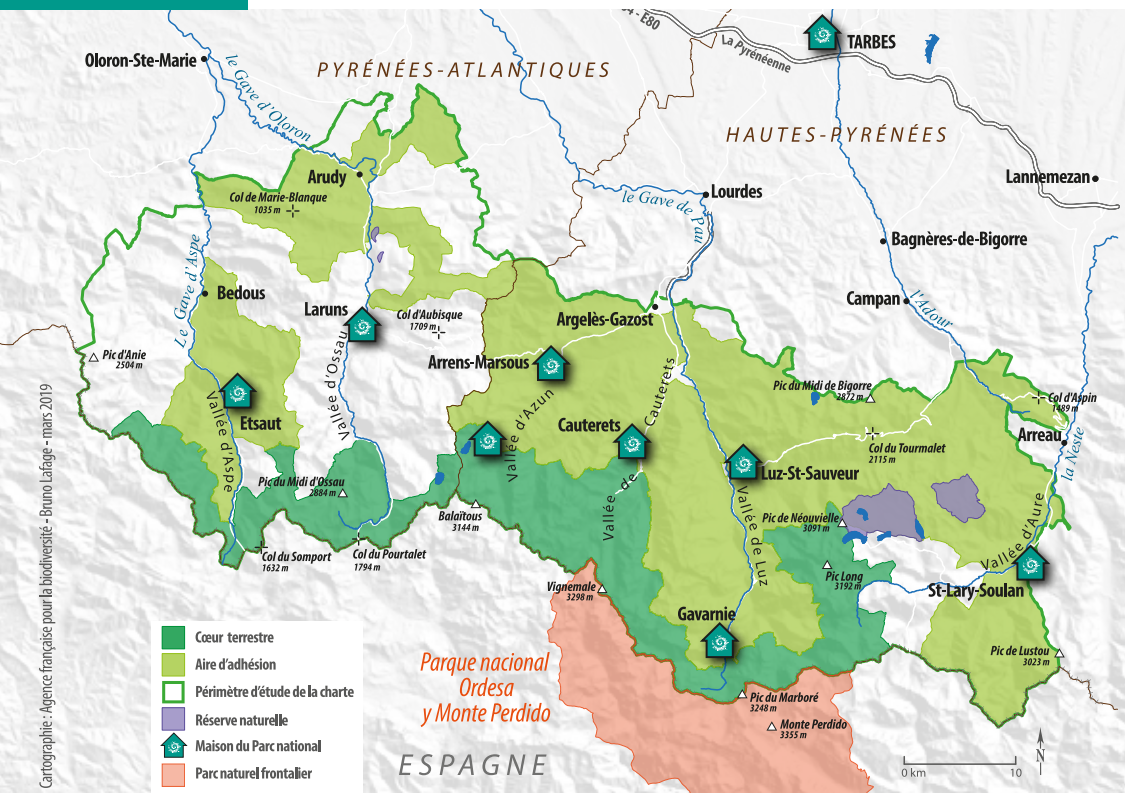 64 - E80
La Pyrénéenne
TARBES
Oloron-Ste-Marie
le Gave d'Oloron
PYRÉNÉES-ATLANTIQUES
HAUTES-PYRÉNÉES
Arudy
Lannemezan
Col de Marie-Blanque
1035 m
Lourdes
le Gave de Pau
Le Gave d'Aspe
Bagnères-de-Bigorre
Bedous
Laruns
Col d'Aubisque
1709 m
Argelès-Gazost
Campan
l'Adour
Pic d'Anie
2504 m
Vallée d'Ossau
Arrens-Marsous
Vallée d'Azun
Cauterets
Vallée de Cauterets
Pic du Midi de Bigorre
2872 m
Col d'Aspin
1489 m
Etsaut
Vallée d'Aspe
Arreau
la Neste
Col du Tourmalet
2115 m
Luz-St-Sauveur
Vallée de Luz
Pic du Midi d'Ossau
2884 m
Balaïtous
3144 m
Pic de Néouvielle
3091 m
Vallée d'Aure
Col du Somport
1632 m
Col du Pourtalet
1794 m
Pic Long
3192 m
St-Lary-Soulan
Vignemale
3298 m
Gavarnie
Pic de Lustou
3023 m
Parque nacional
Ordesa
y Monte Perdido
Pic du Marboré
3248 m
Monte Perdido
3355 m
ESPAGNE
Cœur terrestre
Aire d'adhésion
Périmètre d'étude de la charte
Réserve naturelle
Maison du Parc national
Parc naturel frontalier
0 km 10
N
Cartographie : Agence française pour la biodiversité - Bruno Lafage - mars 2019